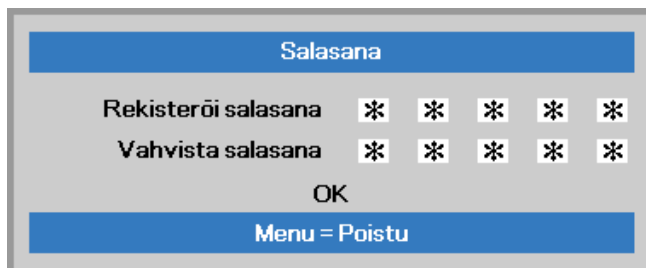 Salasana
Rekisteröi salasana * * * * *
Vahvista salasana * * * * *
OK
Menu = Poistu